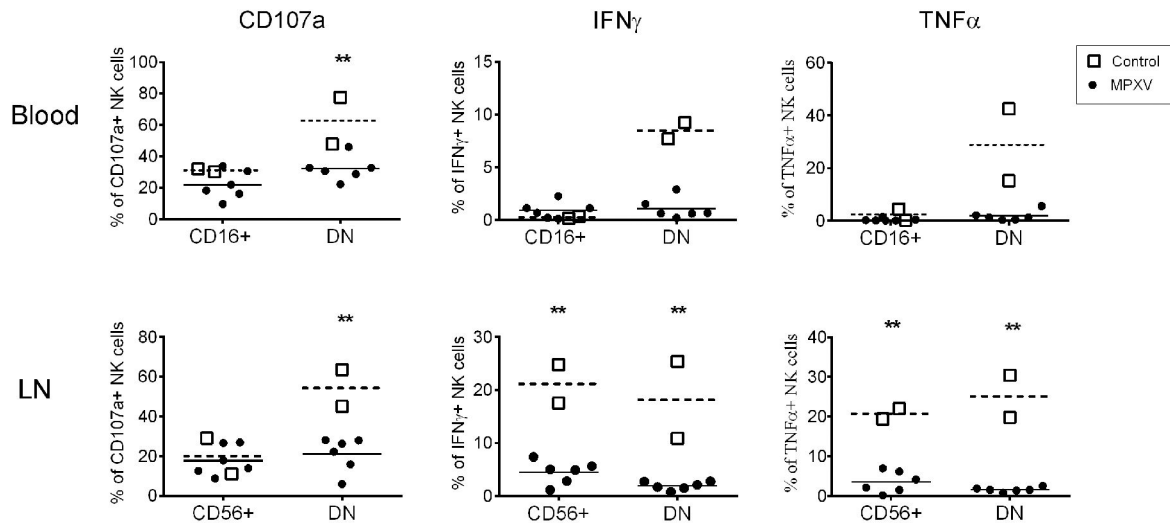 CD107a
IFNγ
TNFα
Control
MPXV
Blood
% of CD107a+ NK cells
100
80
60
40
20
0
**
CD16+
DN
% of IFNγ+ NK cells
15
10
5
0
CD16+
DN
% of TNFα+ NK cells
60
40
20
0
CD16+
DN
LN
% of CD107a+ NK cells
80
60
40
20
0
**
CD56+
DN
% of IFNγ+ NK cells
30
20
10
0
**
**
CD56+
DN
% of TNFα+ NK cells
40
30
20
10
0
**
**
CD56+
DN